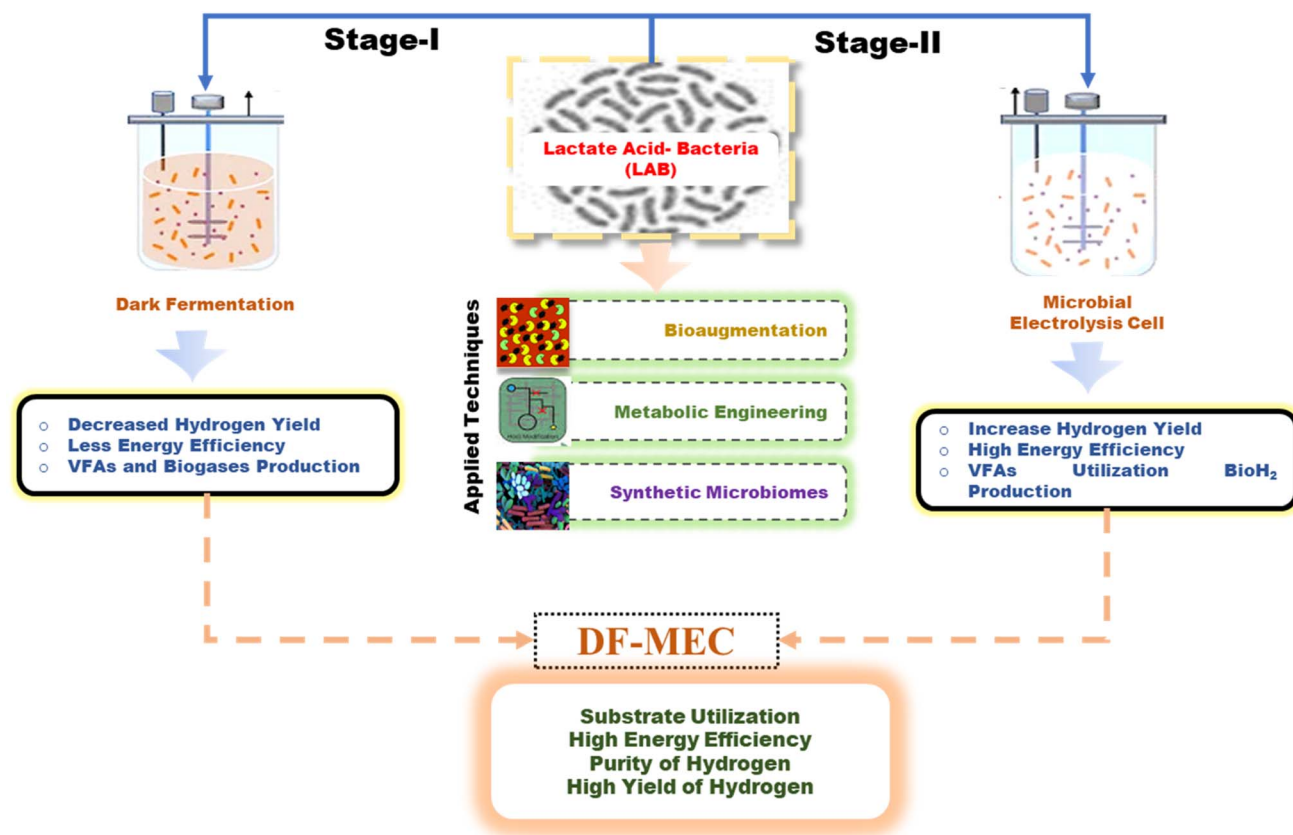 Stage-I
Stage-II
Lactate Acid- Bacteria
(LAB)
Dark Fermentation
Microbial
Electrolysis Cell
Applied Techniques
Bioaugmentation
Metabolic Engineering
Synthetic Microbiomes
Decreased Hydrogen Yield
Less Energy Efficiency
VFAs and Biogases Production
Increase Hydrogen Yield
High Energy Efficiency
VFAs Utilization BioH₂
Production
DF-MEC
Substrate Utilization
High Energy Efficiency
Purity of Hydrogen
High Yield of Hydrogen